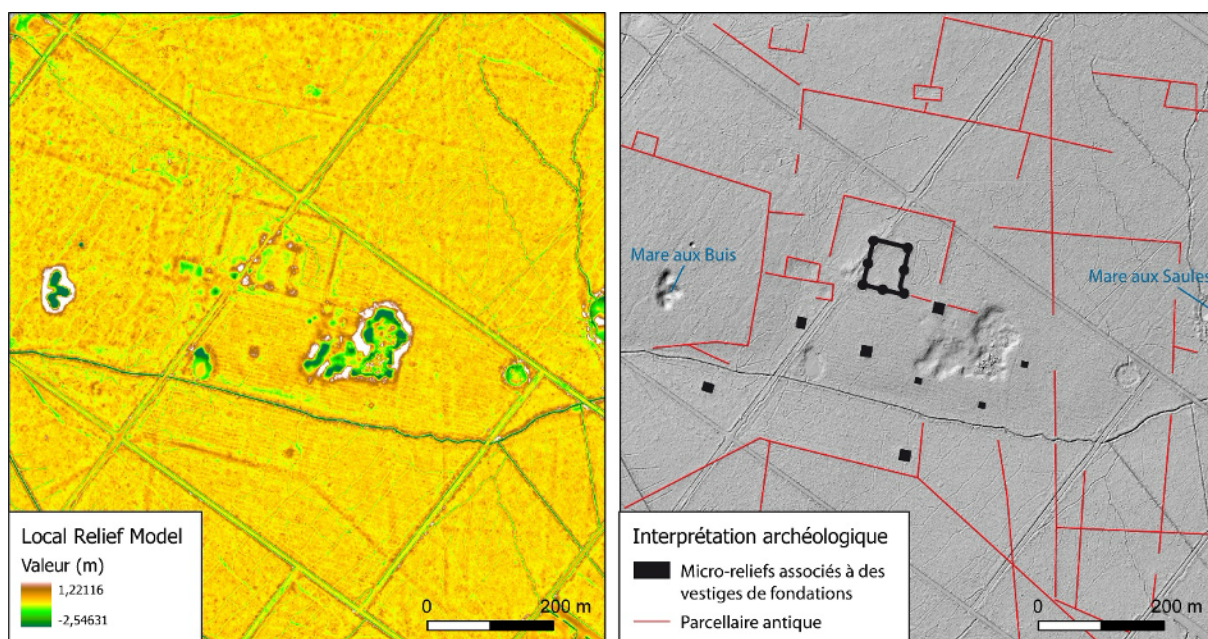 Local Relief Model
Valeur (m)
1,22116
-2,54631
0
200 m
Mare aux Buis
Mare aux Saules
Interprétation archéologique
Micro-reliefs associés à des
vestiges de fondations
Parcellaire antique
0
200 m